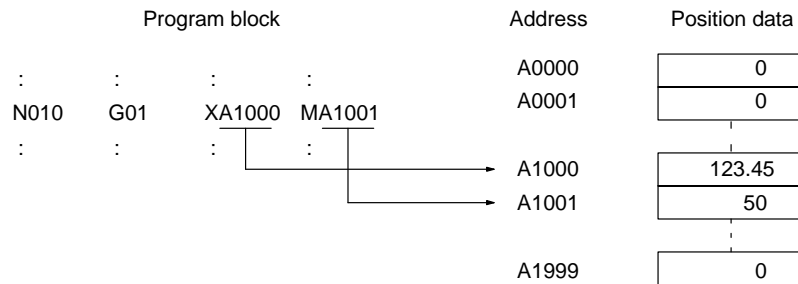 Program block Address Position data
: : : :
A0000 0
N010 G01 XA1000 MA1001
A0001 0
: : : :
A1000 123.45
A1001 50
A1999 0